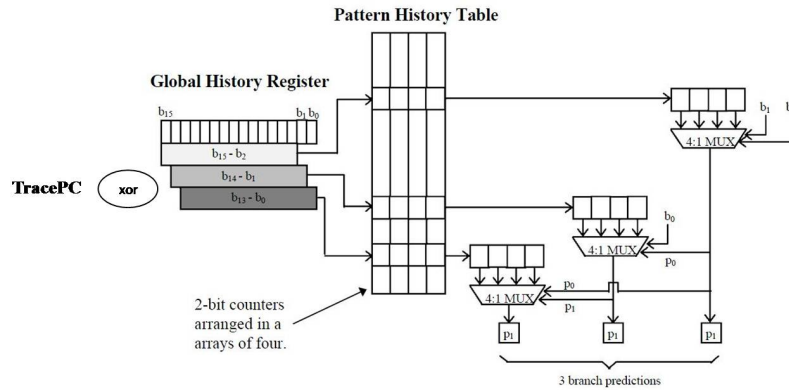 Pattern History Table
Global History Register
b15
b1 b0
b15 - b2
b14 - b1
b13 - b0
TracePC
xor
b1
b
4:1 MUX
b0
4:1 MUX
p0
4:1 MUX
p0
p1
2-bit counters
arranged in a
arrays of four.
p1
p1
p1
3 branch predictions